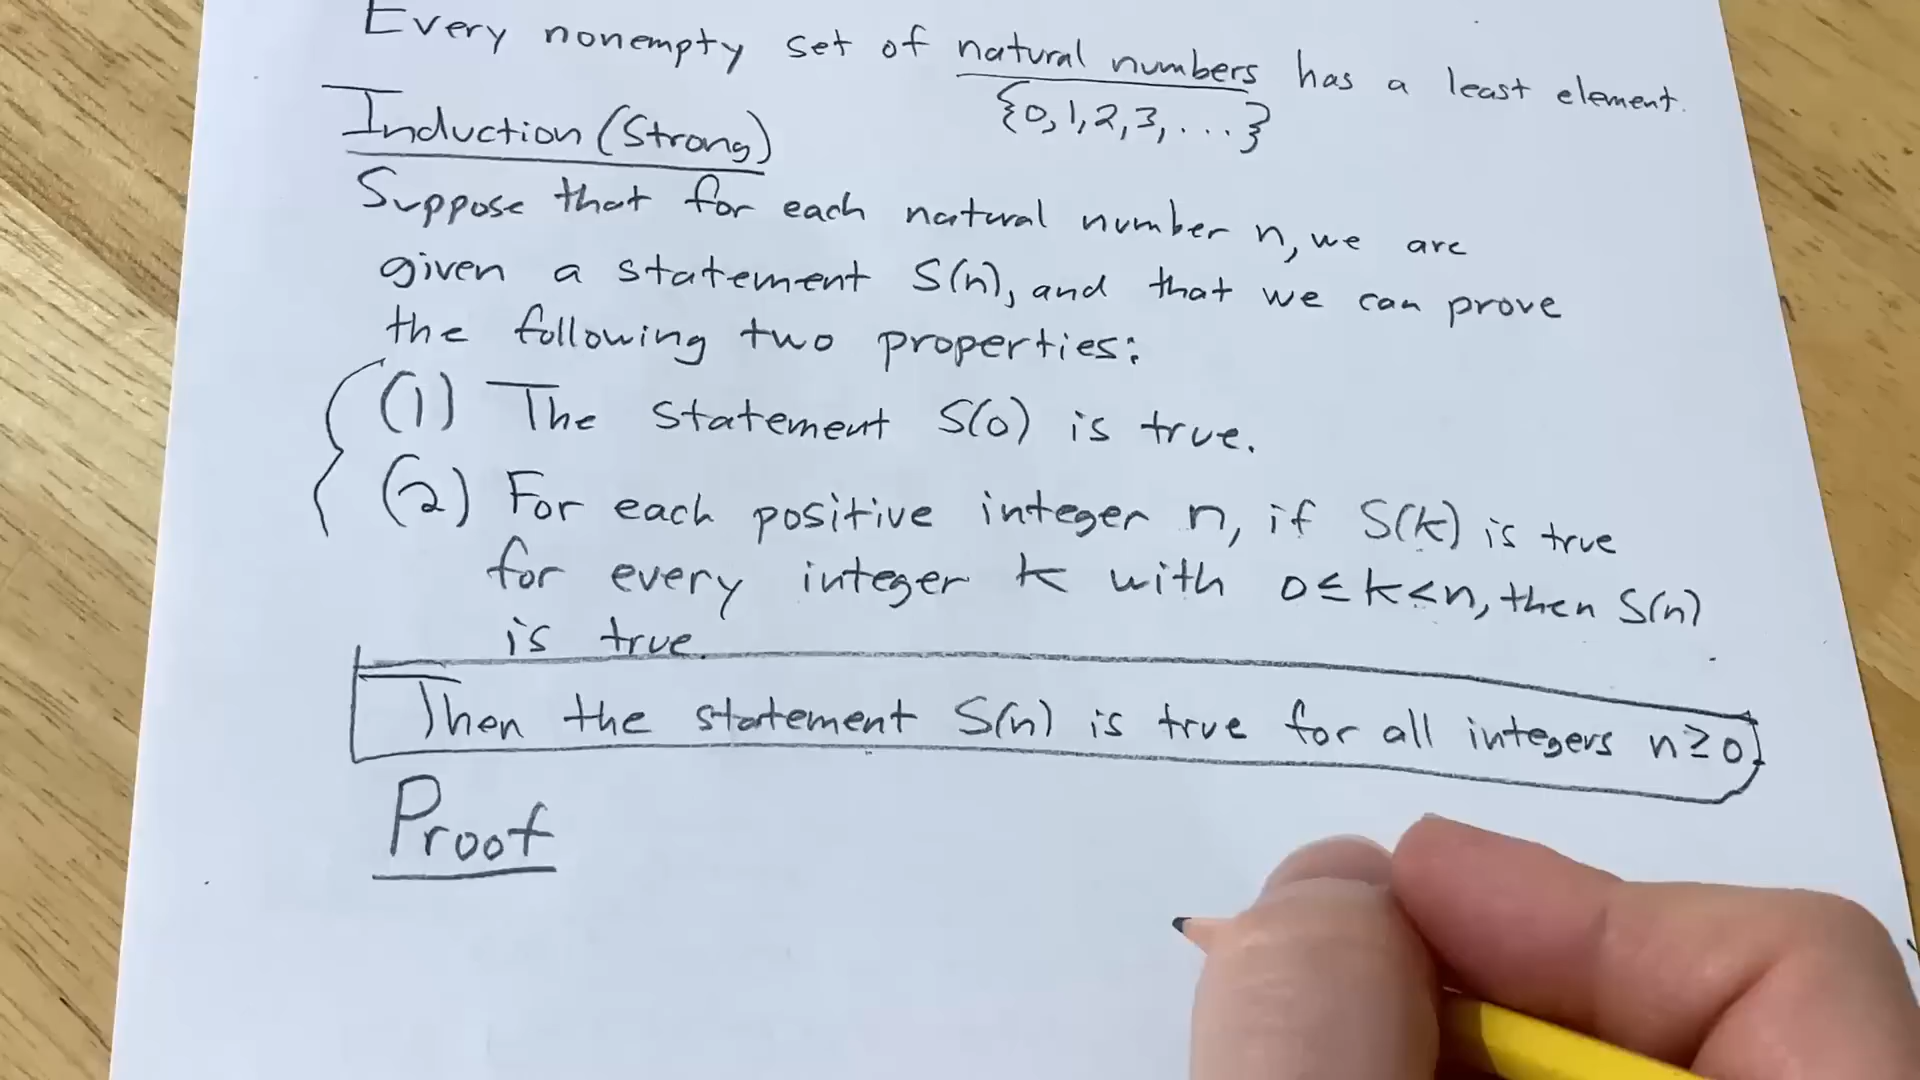 Every nonempty set of natural numbers has a least element.
{0,1,2,3,...}
Induction (Strong)
Suppose that for each natural number n, we are
given a statement S(n), and that we can prove
the following two properties:
(1) The statement S(0) is true.
(2) For each positive integer n, if S(k) is true
for every integer k with 0≤k<n, then S(n)
is true.
Then the statement S(n) is true for all integers n≥0.
Proof